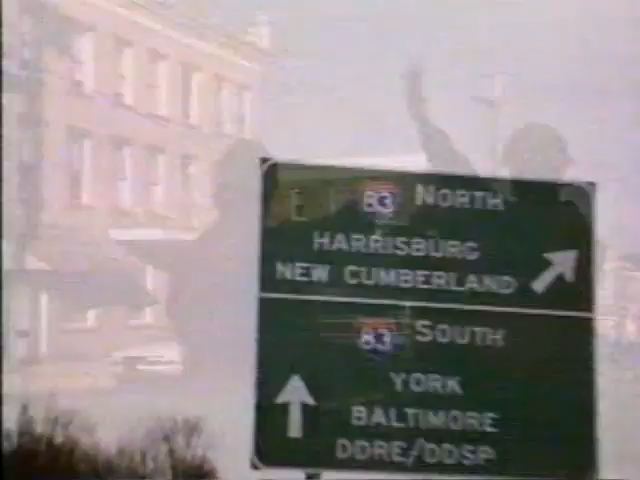 83 NORTH
HARRISBURG
NEW CUMBERLAND
83 SOUTH
YORK
BALTIMORE
DDRE/DDSP